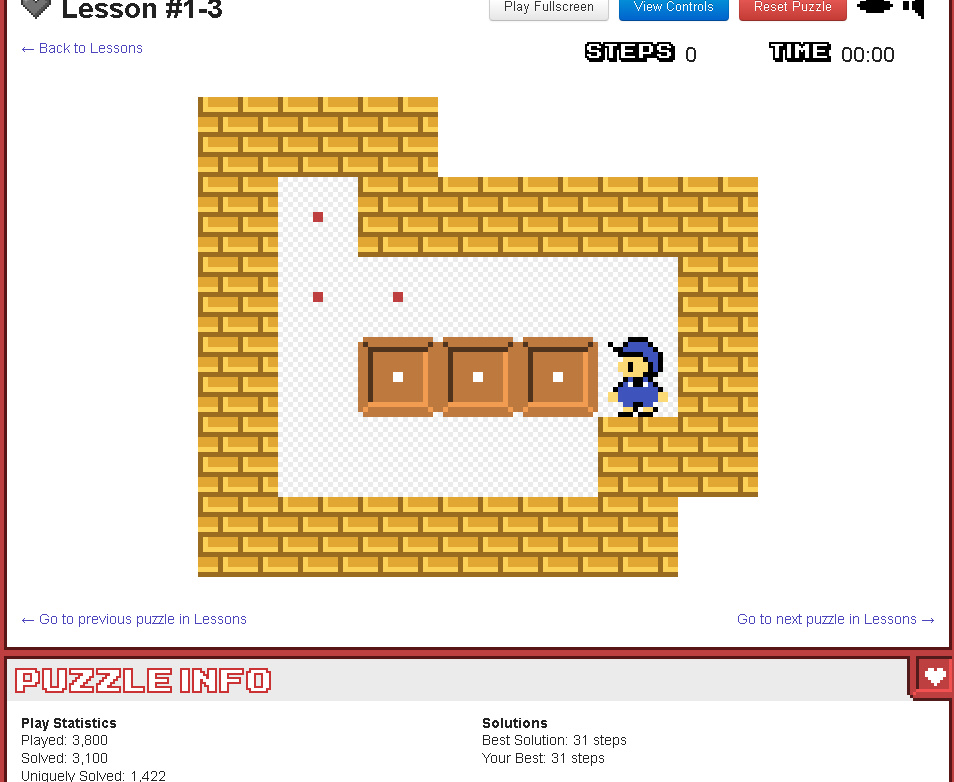 Lesson #1-3
Play Fullscreen
View Controls
Reset Puzzle
← Back to Lessons
STEPS 0
TIME 00:00
← Go to previous puzzle in Lessons
Go to next puzzle in Lessons →
PUZZLE INFO
Play Statistics
Played: 3,800
Solved: 3,100
Uniquely Solved: 1,422
Solutions
Best Solution: 31 steps
Your Best: 31 steps